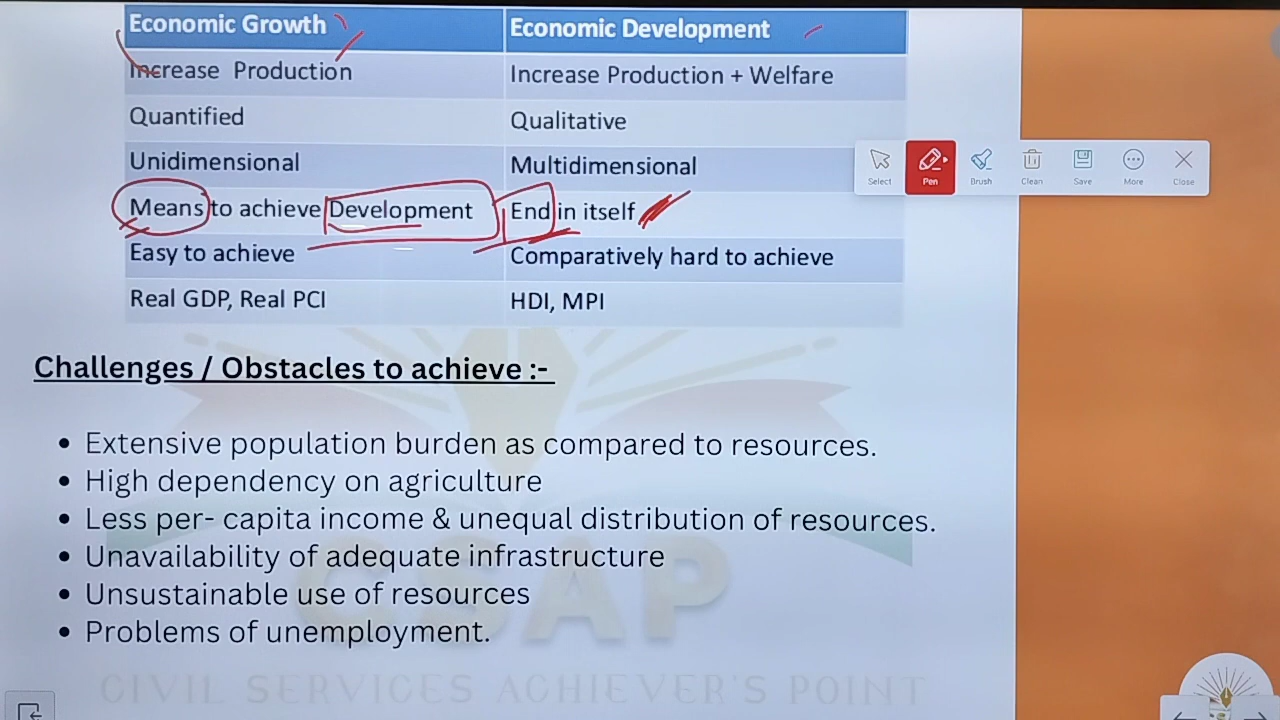 Economic Growth Economic Development
Increase Production Increase Production + Welfare
Quantified Qualitative
Unidimensional Multidimensional
Select Pen Brush Clean Save More Close
Means to achieve Development End in itself
Easy to achieve Comparatively hard to achieve
Real GDP, Real PCI HDI, MPI
Challenges / Obstacles to achieve :-
• Extensive population burden as compared to resources.
• High dependency on agriculture
• Less per- capita income & unequal distribution of resources.
• Unavailability of adequate infrastructure
• Unsustainable use of resources
• Problems of unemployment.
CSAP
CIVIL SERVICES ACHIEVER'S POINT